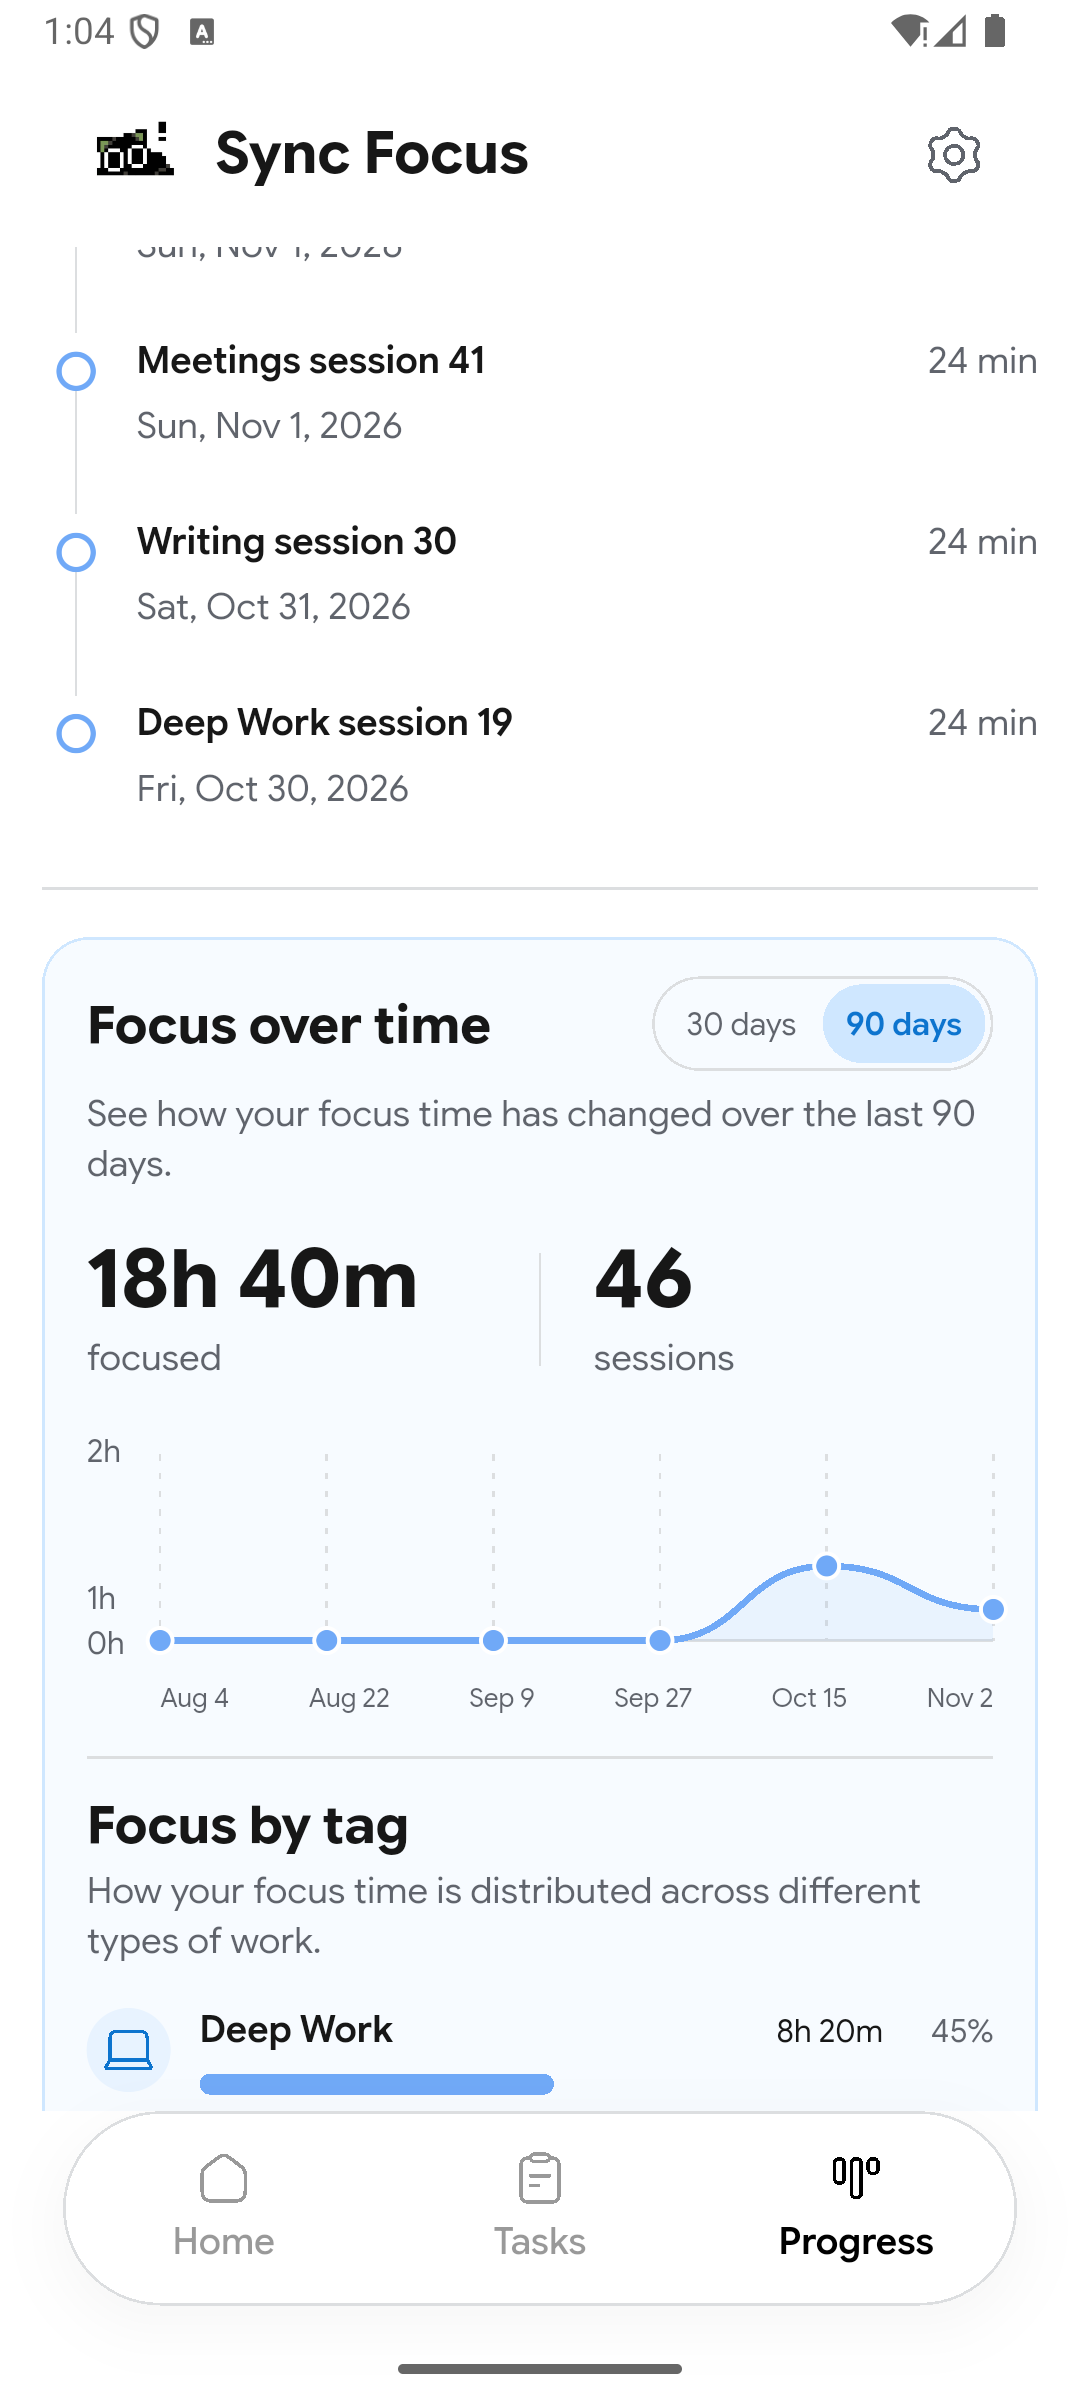 1:04
Sync Focus
Sun, Nov 1, 2026
Meetings session 41
24 min
Sun, Nov 1, 2026
Writing session 30
24 min
Sat, Oct 31, 2026
Deep Work session 19
24 min
Fri, Oct 30, 2026
Focus over time
30 days
90 days
See how your focus time has changed over the last 90
days.
18h 40m
46
focused
sessions
2h
1h
0h
Aug 4
Aug 22
Sep 9
Sep 27
Oct 15
Nov 2
Focus by tag
How your focus time is distributed across different
types of work.
Deep Work
8h 20m
45%
Home
Tasks
Progress